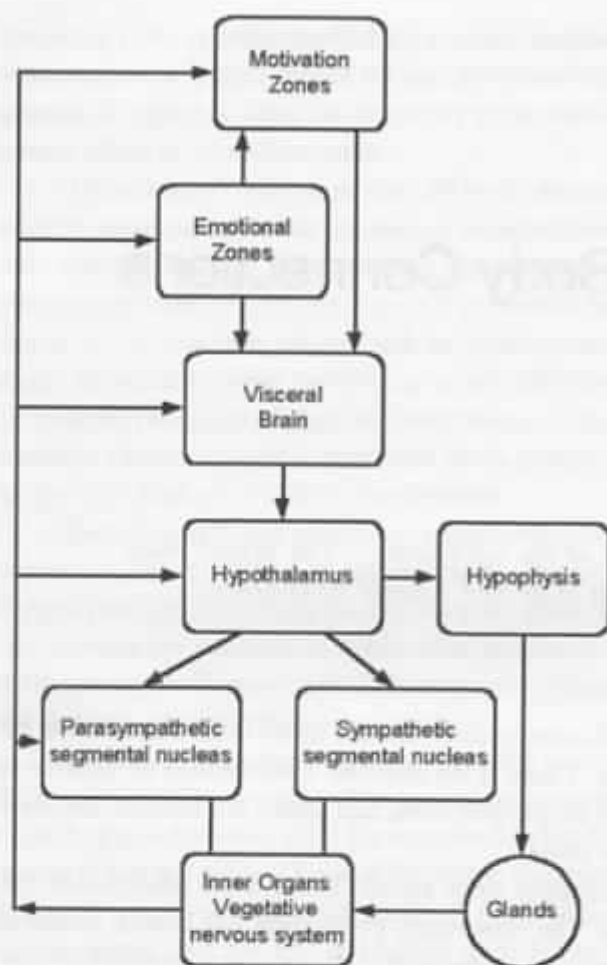 Motivation
Zones
Emotional
Zones
Visceral
Brain
Hypothalamus
Hypophysis
Parasympathetic
segmental nucleas
Sympathetic
segmental nucleas
Inner Organs
Vegetative
nervous system
Glands